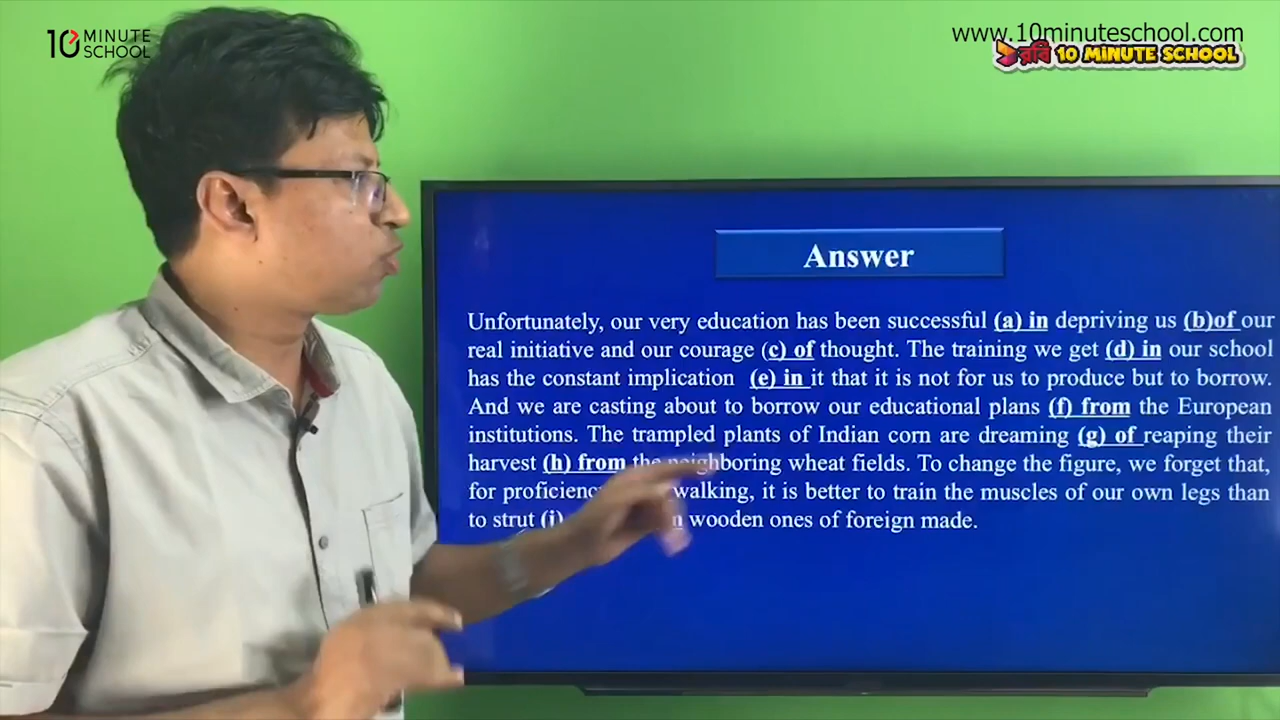 10 MINUTE
SCHOOL
www.10minuteschool.com
রবি 10 MiNUTE SCHOOL
Answer
Unfortunately, our very education has been successful (a) in depriving us (b)of our
real initiative and our courage (c) of thought. The training we get (d) in our school
has the constant implication (e) in it that it is not for us to produce but to borrow.
And we are casting about to borrow our educational plans (f) from the European
institutions. The trampled plants of Indian corn are dreaming (g) of reaping their
harvest (h) from the neighboring wheat fields. To change the figure, we forget that,
for walking, it is better to train the muscles of our own legs than
to strut (i) wooden ones of foreign made.